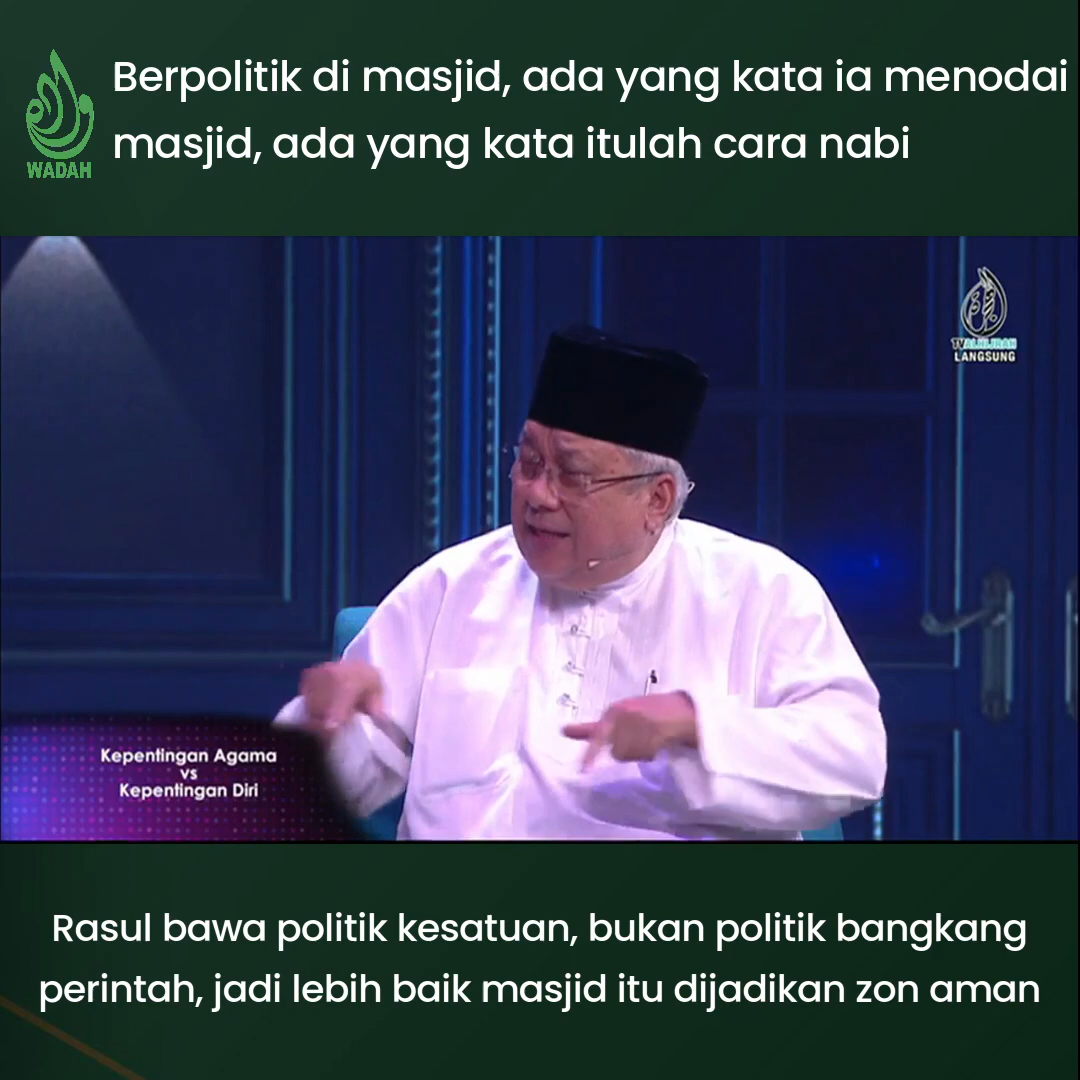 Berpolitik di masjid, ada yang kata ia menodai
masjid, ada yang kata itulah cara nabi
WADAH
TVALHIJRAH
LANGSUNG
Kepentingan Agama
vs
Kepentingan Diri
Rasul bawa politik kesatuan, bukan politik bangkang
perintah, jadi lebih baik masjid itu dijadikan zon aman